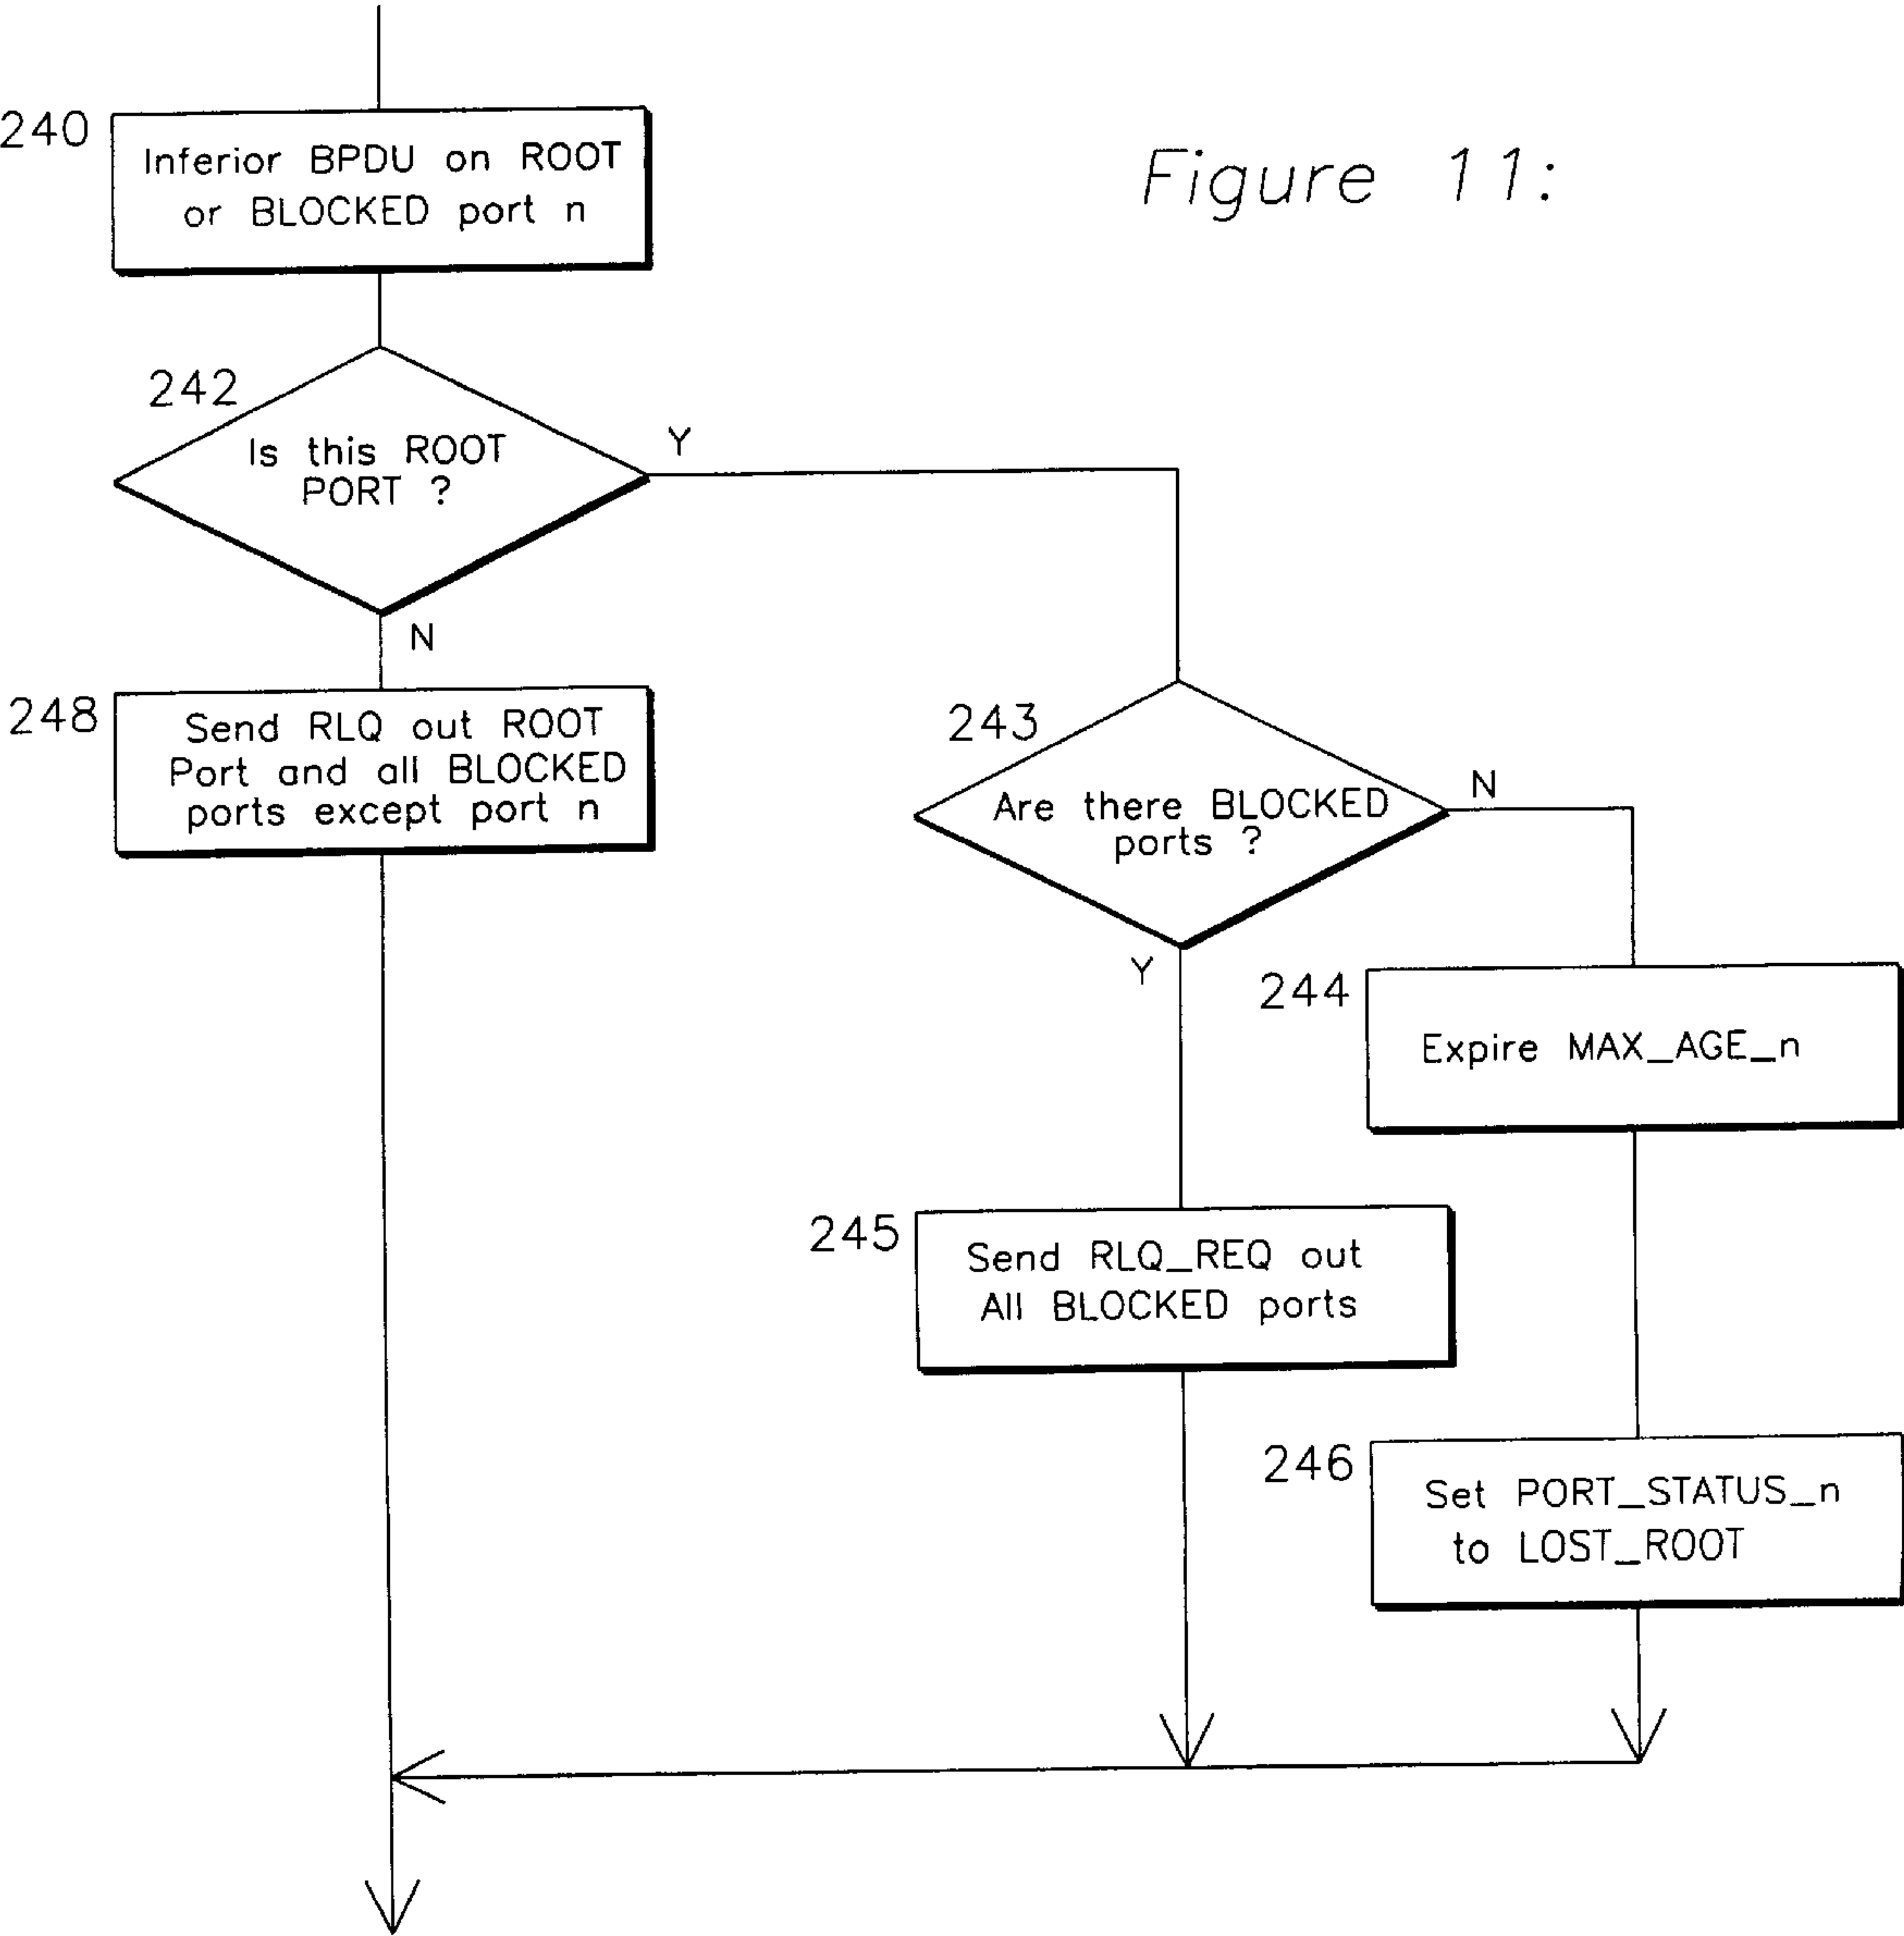 240
Inferior BPDU on ROOT
or BLOCKED port n
Figure 11:
242
Is this ROOT
PORT ?
Y
N
248
Send RLQ out ROOT
Port and all BLOCKED
ports except port n
243
Are there BLOCKED
ports ?
N
Y
244
Expire MAX_AGE_n
245
Send RLQ_REQ out
All BLOCKED ports
246
Set PORT_STATUS_n
to LOST_ROOT